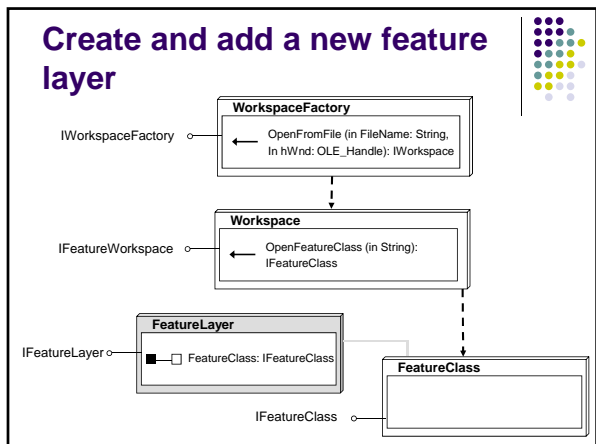 Create and add a new feature
layer
WorkspaceFactory
IWorkspaceFactory
OpenFromFile (in FileName: String,
In hWnd: OLE_Handle): IWorkspace
Workspace
IFeatureWorkspace
OpenFeatureClass (in String):
IFeatureClass
FeatureLayer
IFeatureLayer
FeatureClass: IFeatureClass
FeatureClass
IFeatureClass